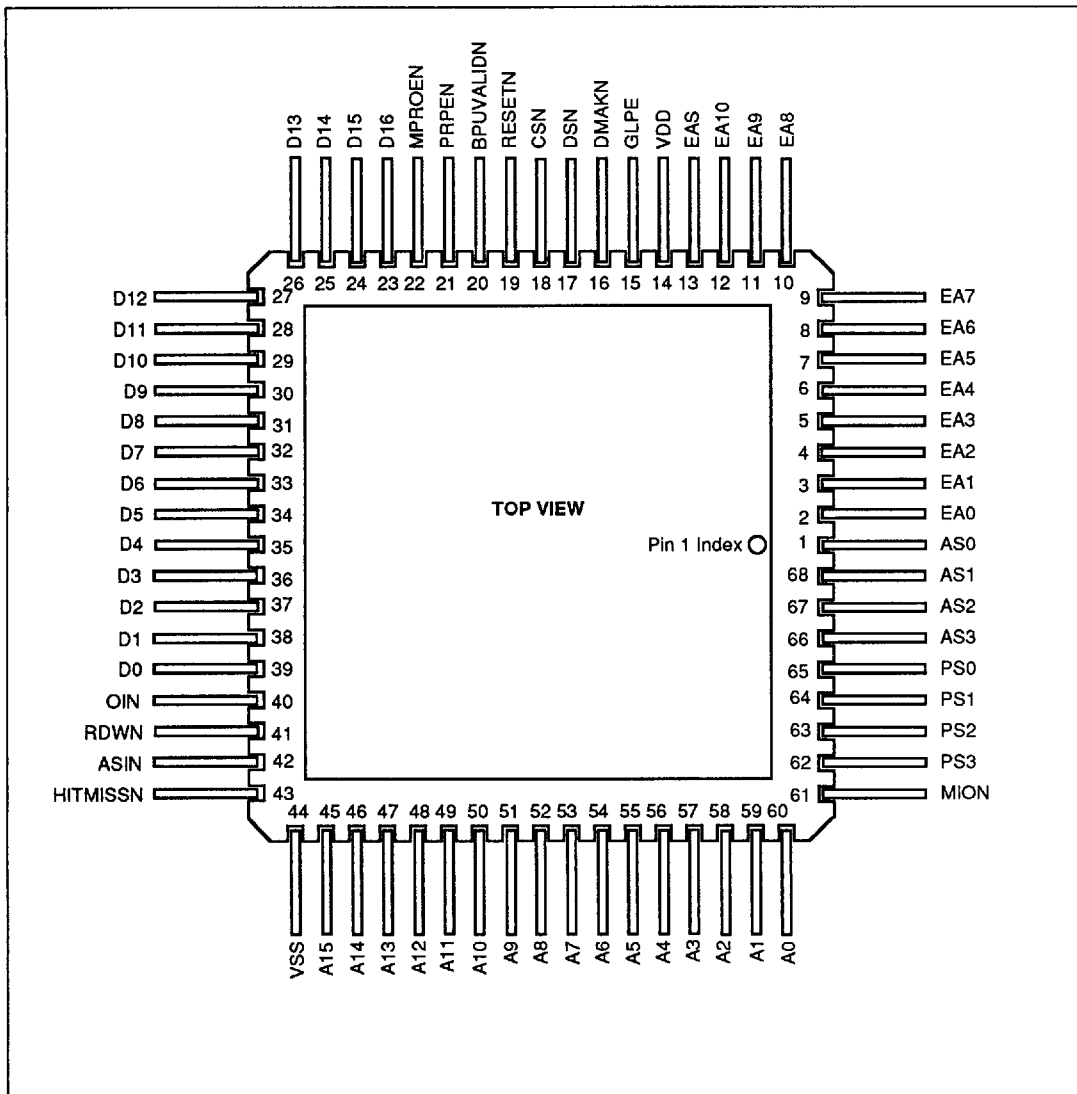 D13 D14 D15 D16 MPROEN PRPEN BPUVALIDN RESETN CSN DSN DMAKN GLPE VDD EAS EA10 EA9 EA8
26 25 24 23 22 21 20 19 18 17 16 15 14 13 12 11 10
D12 27 9 EA7
D11 28 8 EA6
D10 29 7 EA5
D9 30 6 EA4
D8 31 5 EA3
D7 32 4 EA2
D6 33 3 EA1
TOP VIEW
D5 34 2 EA0
D4 35 Pin 1 Index 1 AS0
D3 36 68 AS1
D2 37 67 AS2
D1 38 66 AS3
D0 39 65 PS0
OIN 40 64 PS1
RDWN 41 63 PS2
ASIN 42 62 PS3
HITMISSN 43 61 MION
44 45 46 47 48 49 50 51 52 53 54 55 56 57 58 59 60
VSS A15 A14 A13 A12 A11 A10 A9 A8 A7 A6 A5 A4 A3 A2 A1 A0